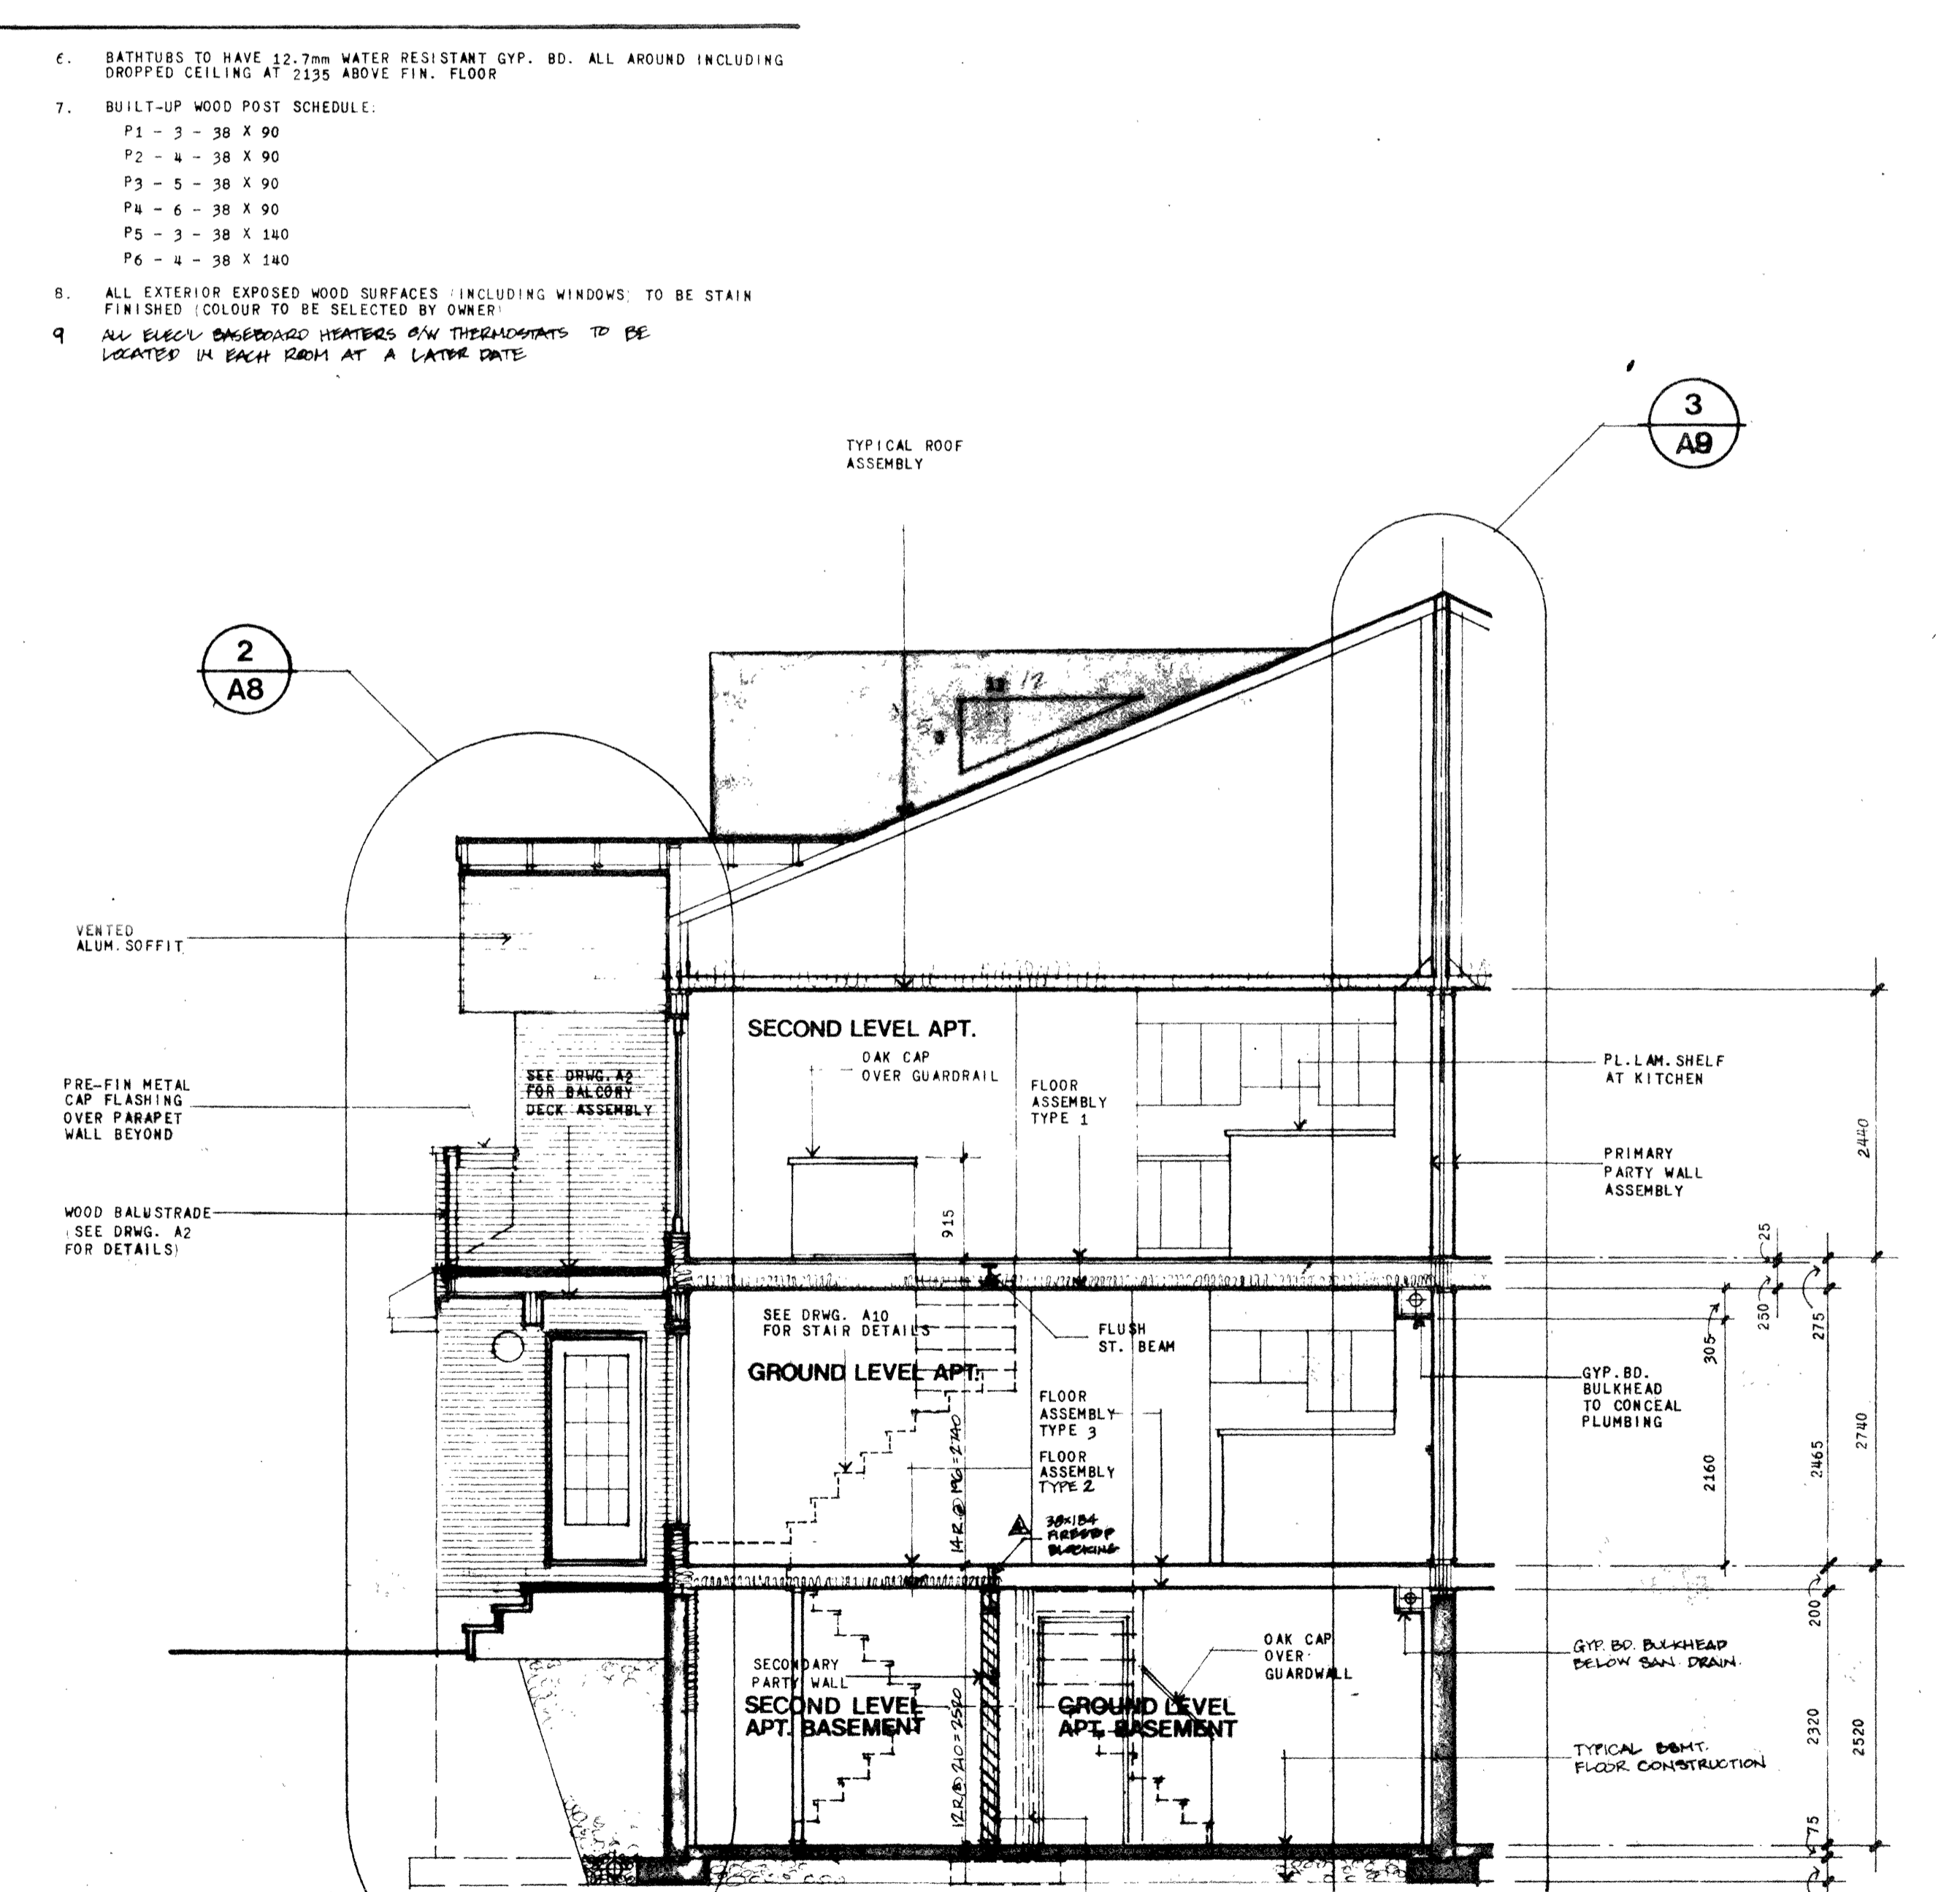 6. BATHTUBS TO HAVE 12.7mm WATER RESISTANT GYP. BD. ALL AROUND INCLUDING
DROPPED CEILING AT 2135 ABOVE FIN. FLOOR
7. BUILT-UP WOOD POST SCHEDULE:
P1 - 3 - 38 X 90
P2 - 4 - 38 X 90
P3 - 5 - 38 X 90
P4 - 6 - 38 X 90
P5 - 3 - 38 X 140
P6 - 4 - 38 X 140
8. ALL EXTERIOR EXPOSED WOOD SURFACES (INCLUDING WINDOWS) TO BE STAIN
FINISHED (COLOUR TO BE SELECTED BY OWNER)
9 ALL ELEC'L BASEBOARD HEATERS C/W THERMOSTATS TO BE
LOCATED IN EACH ROOM AT A LATER DATE
3
A9
TYPICAL ROOF
ASSEMBLY
2
A8
12
VENTED
ALUM. SOFFIT
SECOND LEVEL APT.
OAK CAP
OVER GUARDRAIL
FLOOR
ASSEMBLY
TYPE 1
PL. LAM. SHELF
AT KITCHEN
SEE DRWG. A2
FOR BALCONY
DECK ASSEMBLY
PRE-FIN METAL
CAP FLASHING
OVER PARAPET
WALL BEYOND
PRIMARY
PARTY WALL
ASSEMBLY
2440
WOOD BALUSTRADE
(SEE DRWG. A2
FOR DETAILS)
915
25
250
275
305
SEE DRWG. A10
FOR STAIR DETAILS
FLUSH
ST. BEAM
GROUND LEVEL APT.
GYP. BD.
BULKHEAD
TO CONCEAL
PLUMBING
FLOOR
ASSEMBLY
TYPE 3
FLOOR
ASSEMBLY
TYPE 2
14R @ 196 = 2740
2160
2465
2740
38x184
FIRESTOP
BLOCKING
200
OAK CAP
OVER
GUARDWALL
GYP. BD. BULKHEAD
BELOW SAN. DRAIN.
SECONDARY
PARTY WALL
SECOND LEVEL
APT. BASEMENT
GROUND LEVEL
APT. BASEMENT
12R @ 210 = 2520
2320
2520
TYPICAL BSMT.
FLOOR CONSTRUCTION
75